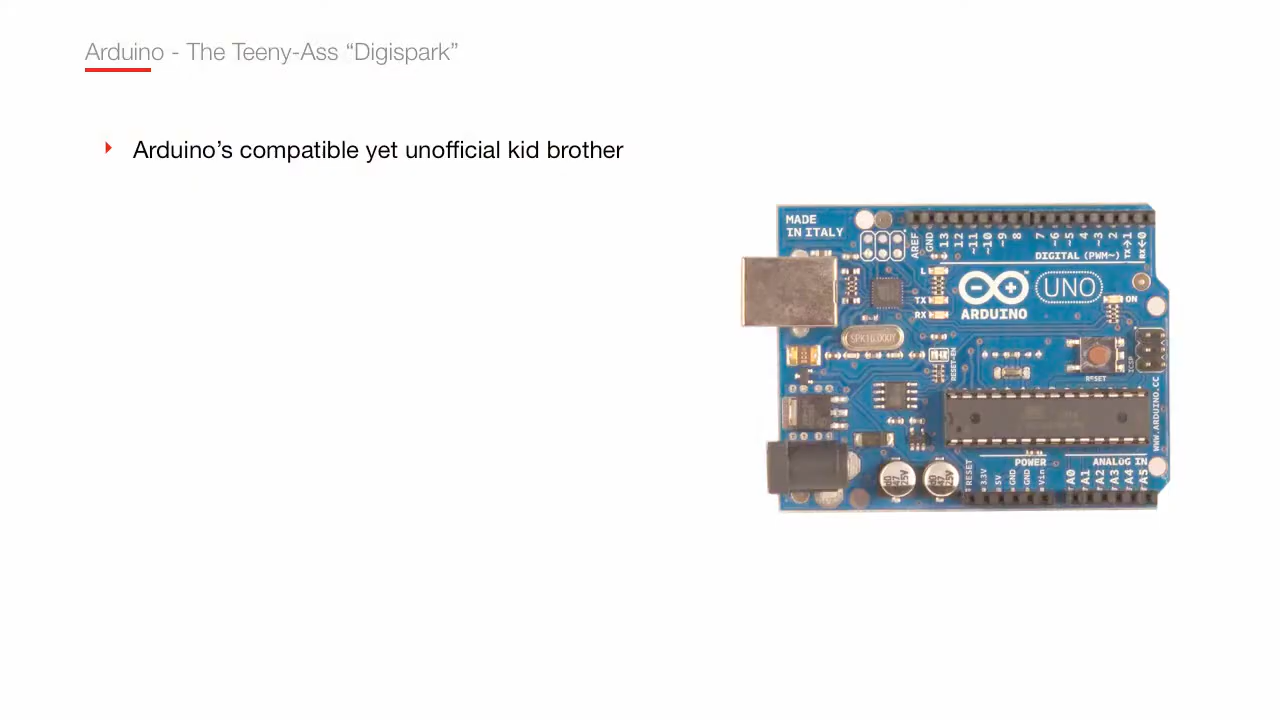 Arduino - The Teeny-Ass “Digispark”
Arduino’s compatible yet unofficial kid brother
MADE
IN ITALY
AREF
GND
13
12
~11
~10
~9
8
7
~6
~5
4
~3
2
TX→1
RX←0
DIGITAL (PWM~)
L
TX
RX
ARDUINO
UNO
ON
ICSP
RESET-EN
RESET
WWW.ARDUINO.CC
POWER
ANALOG IN
RESET
3.3V
5V
GND
GND
Vin
A0
A1
A2
A3
A4
A5